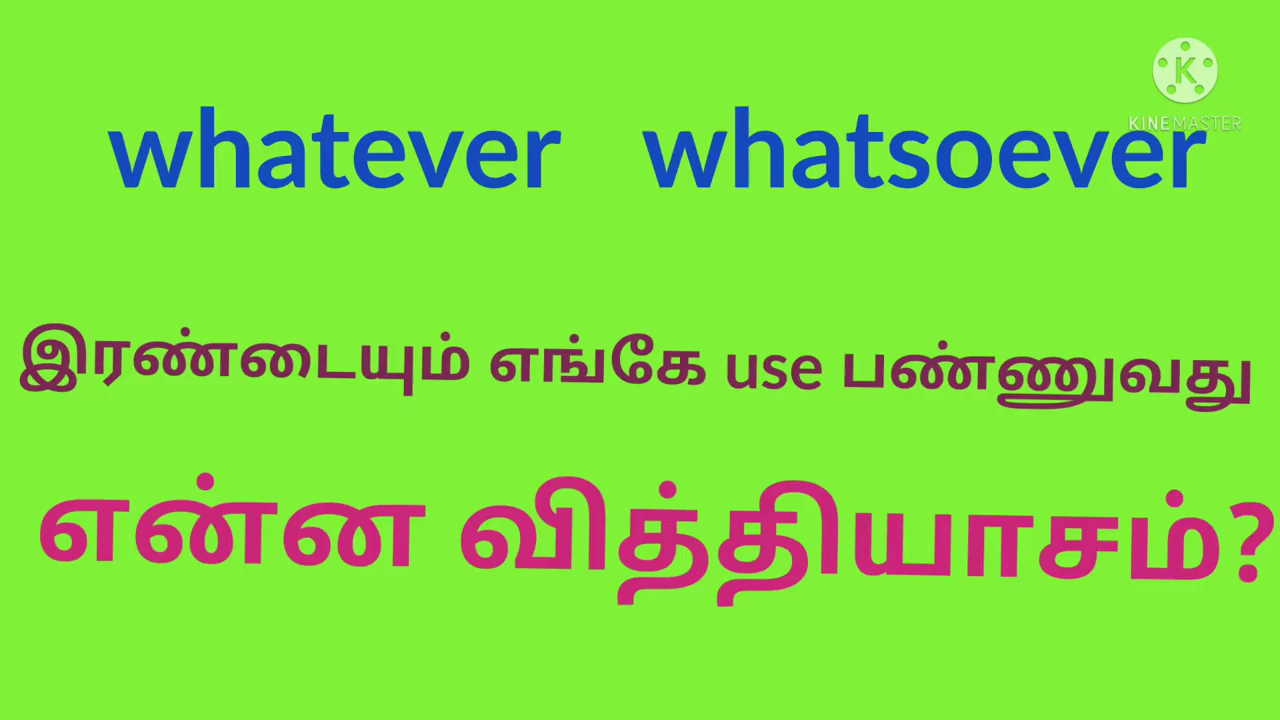 K
KINEMASTER
whatever whatsoever
இரண்டையும் எங்கே use பண்ணுவது
என்ன வித்தியாசம்?